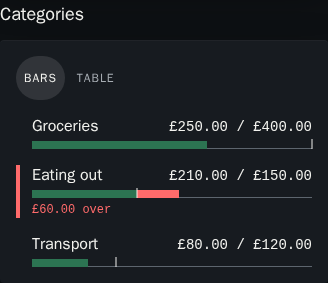 Categories
BARS TABLE
Groceries £250.00 / £400.00
Eating out £210.00 / £150.00
£60.00 over
Transport £80.00 / £120.00